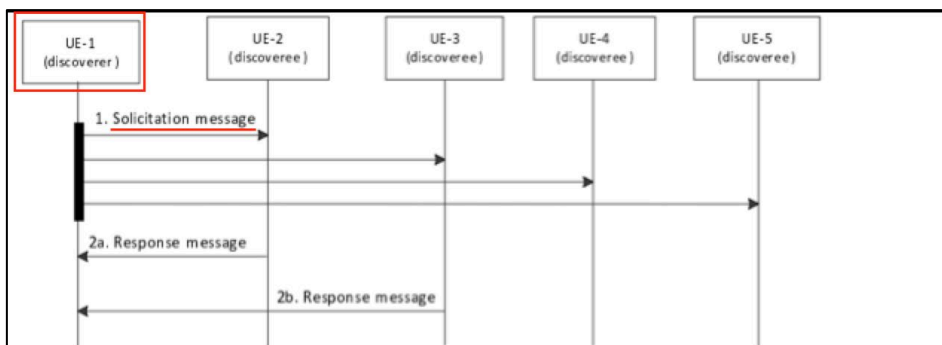 UE-1
(discoverer )
UE-2
(discoveree )
UE-3
(discoveree)
UE-4
(discoveree)
UE-5
(discoveree)
1. Solicitation message
2a. Response message
2b. Response message